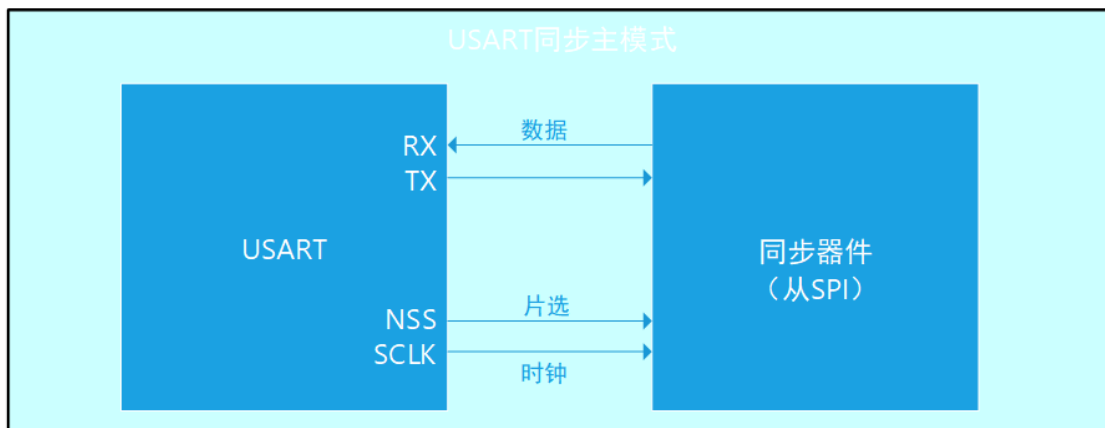 USART同步主模式
数据
RX
TX
USART
同步器件
（从SPI）
NSS
片选
SCLK
时钟